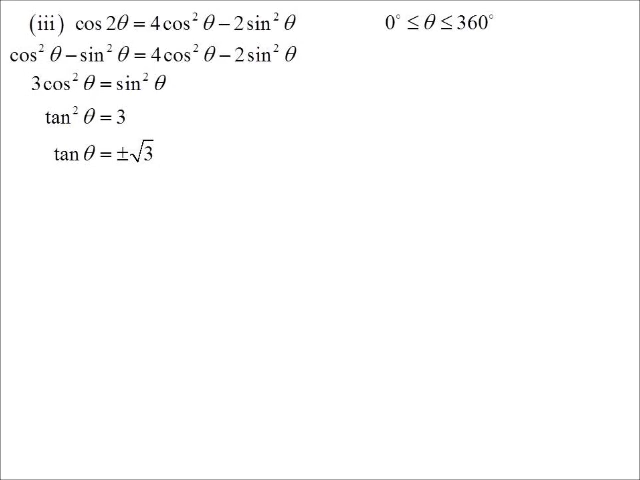 (iii) cos 2θ = 4cos² θ − 2sin² θ 0° ≤ θ ≤ 360°
cos² θ − sin² θ = 4cos² θ − 2sin² θ
3cos² θ = sin² θ
tan² θ = 3
tan θ = ±√3